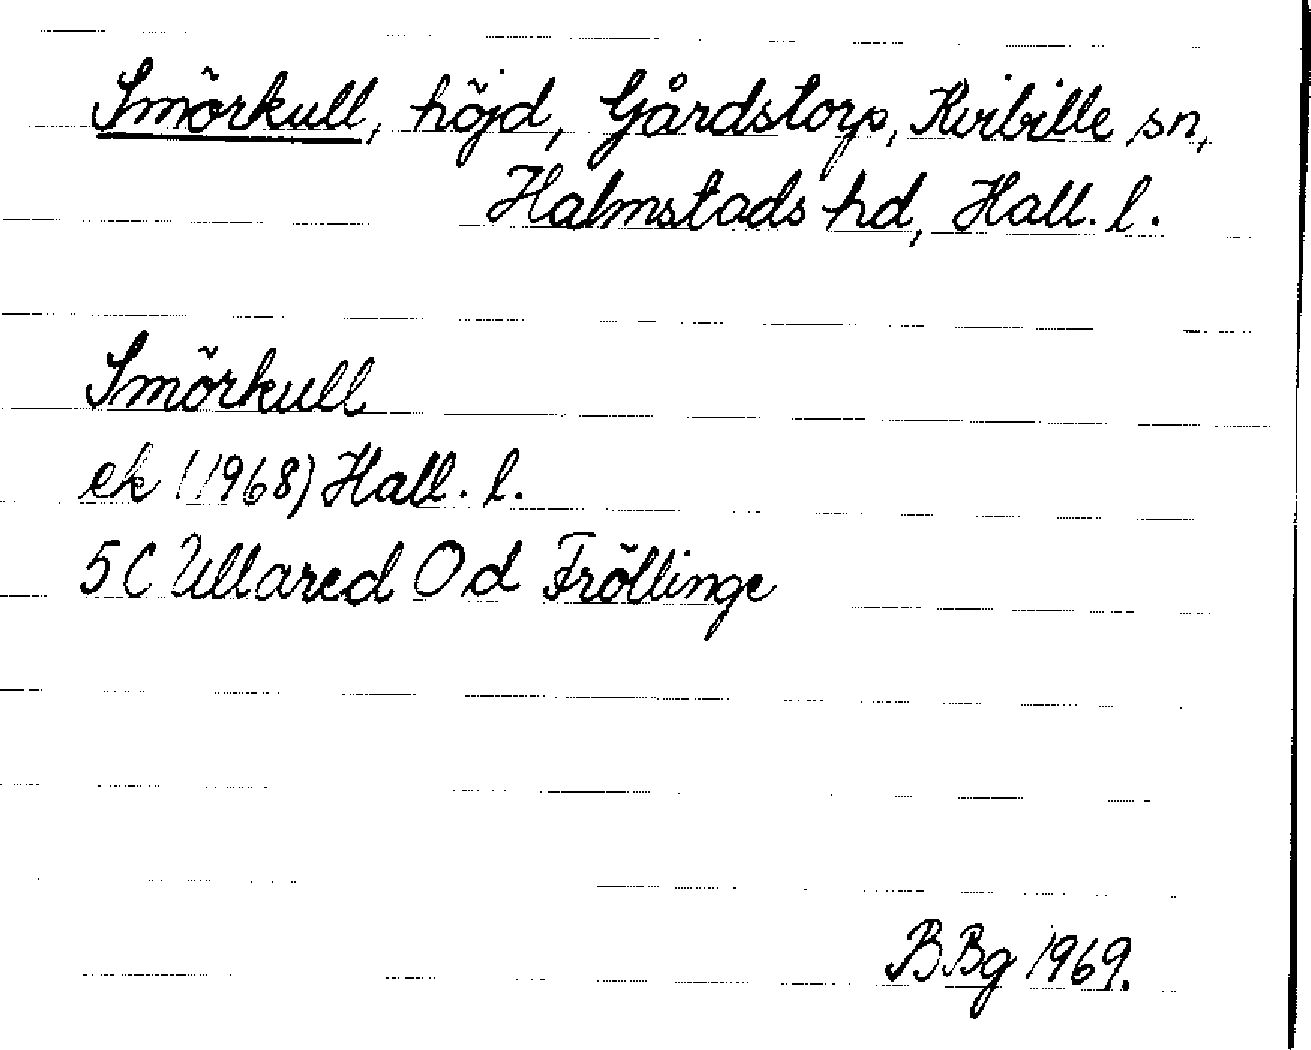 Smörkull, höjd, Gårdstorp, Kvibille sn,
Halmstads hd, Hall. l.
Smörkull
ek (1968) Hall. l.
5C Ullared Od Fröllinge
BBg 1969.